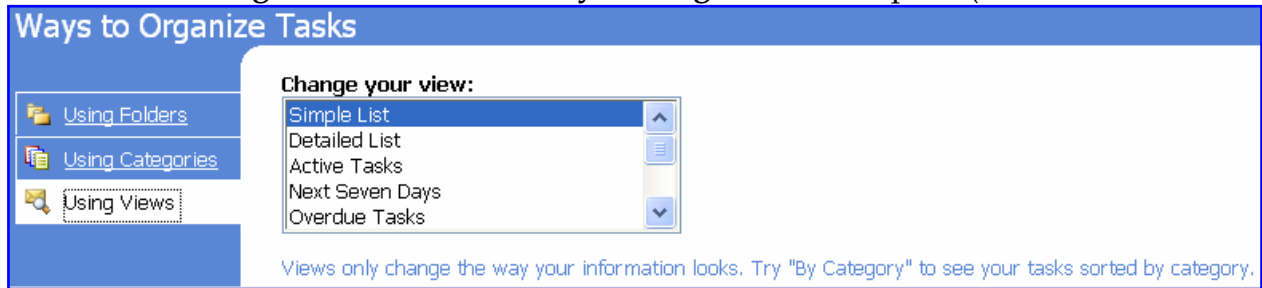 Ways to Organize Tasks
Change your view:
Using Folders
Using Categories
Using Views
Simple List
Detailed List
Active Tasks
Next Seven Days
Overdue Tasks
Views only change the way your information looks. Try "By Category" to see your tasks sorted by category.